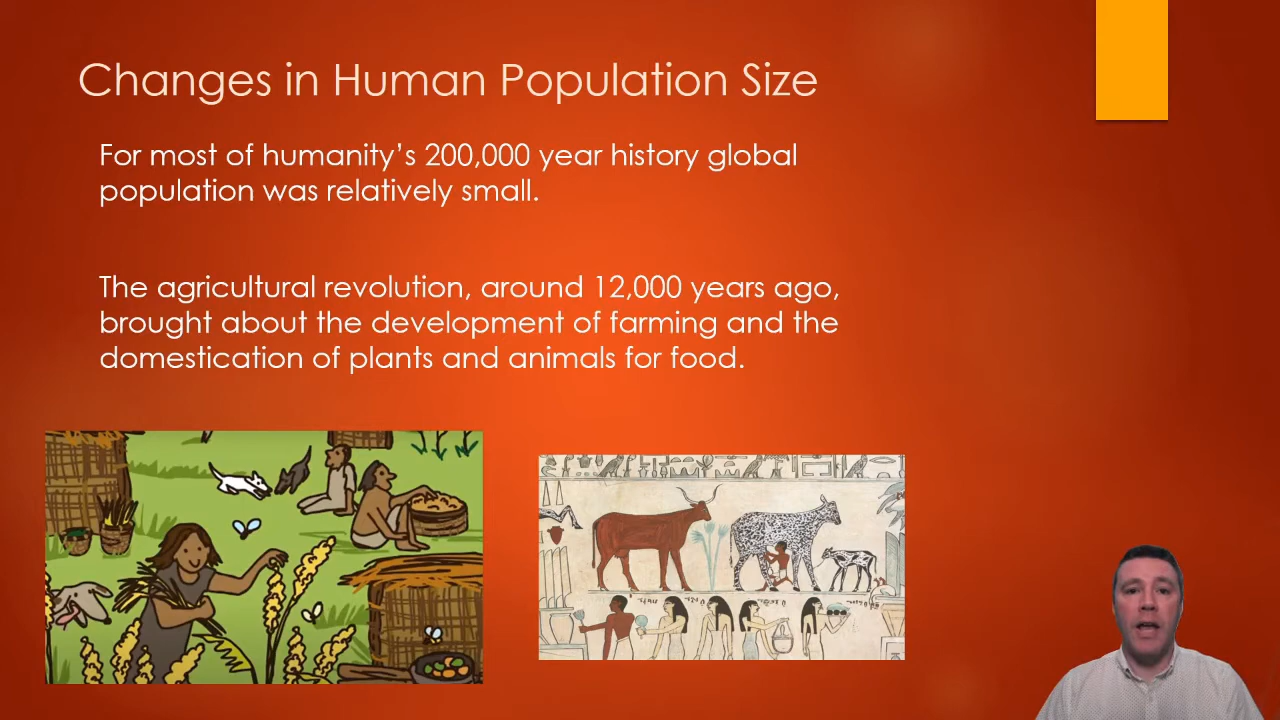 Changes in Human Population Size
For most of humanity’s 200,000 year history global
population was relatively small.
The agricultural revolution, around 12,000 years ago,
brought about the development of farming and the
domestication of plants and animals for food.